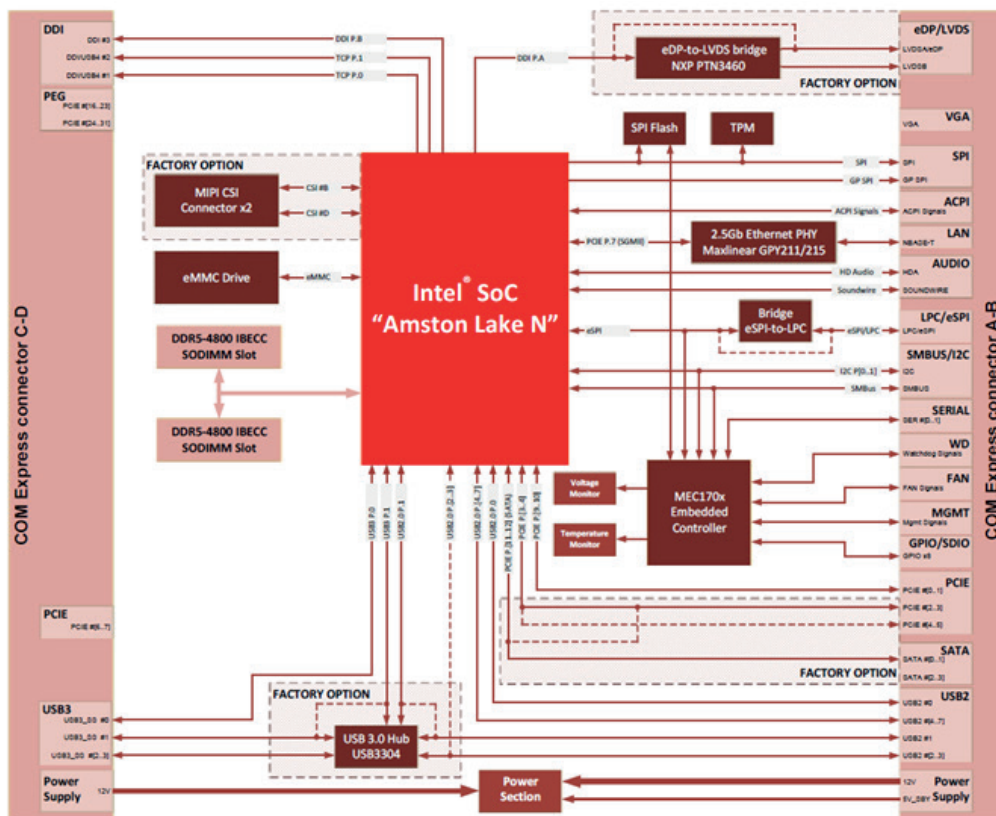 COM Express connector C-D
DDI
DDI #3
DDI/USB4 #2
DDI/USB4 #1
PEG
PCIE #[16..23]
PCIE #[24..31]
PCIE
PCIE #[6..7]
USB3
USB3_D0 #0
USB3_D0 #1
USB3_D0 #[2..3]
Power
Supply
12V
DDI P.B
TCP P.1
TCP P.0
DDI P.A
FACTORY OPTION
MIPI CSI
Connector x2
CSI #B
CSI #D
eMMC Drive
eMMC
DDR5-4800 IBECC
SODIMM Slot
DDR5-4800 IBECC
SODIMM Slot
Intel® SoC
“Amston Lake N”
eDP-to-LVDS bridge
NXP PTN3460
FACTORY OPTION
SPI Flash
TPM
SPI
GP SPI
ACPI Signals
PCIE P.7 (SGMII)
2.5Gb Ethernet PHY
Maxlinear GPY211/215
HD Audio
Soundwire
eSPI
Bridge
eSPI-to-LPC
eSPI/LPC
I2C P[0..1]
SMBus
Voltage
Monitor
Temperature
Monitor
MEC170x
Embedded
Controller
USB3 P.0
USB3 P.1
USB2.0 P.1
USB2.0 P.[2..3]
USB2.0 P.[4..7]
USB2.0 P.0
PCIE P.[11..12] (SATA)
PCIE P.[3..4]
PCIE P.[9..10]
FACTORY OPTION
FACTORY OPTION
USB 3.0 Hub
USB3304
Power
Section
eDP/LVDS
LVDSA/eDP
LVDSB
VGA
VGA
SPI
SPI
GP SPI
ACPI
ACPI Signals
LAN
NBASE-T
AUDIO
HDA
SOUNDWIRE
LPC/eSPI
LPC/eSPI
SMBUS/I2C
I2C
SMBUS
SERIAL
SER #[0..1]
WD
Watchdog Signals
FAN
FAN Signals
MGMT
Mgmt Signals
GPIO/SDIO
GPIO x8
PCIE
PCIE #[0..1]
PCIE #[2..3]
PCIE #[4..5]
SATA
SATA #[0..1]
SATA #[2..3]
USB2
USB2 #0
USB2 #[4..7]
USB2 #1
USB2 #[2..3]
12V
Power
5V_SBY
Supply
COM Express connector A-B